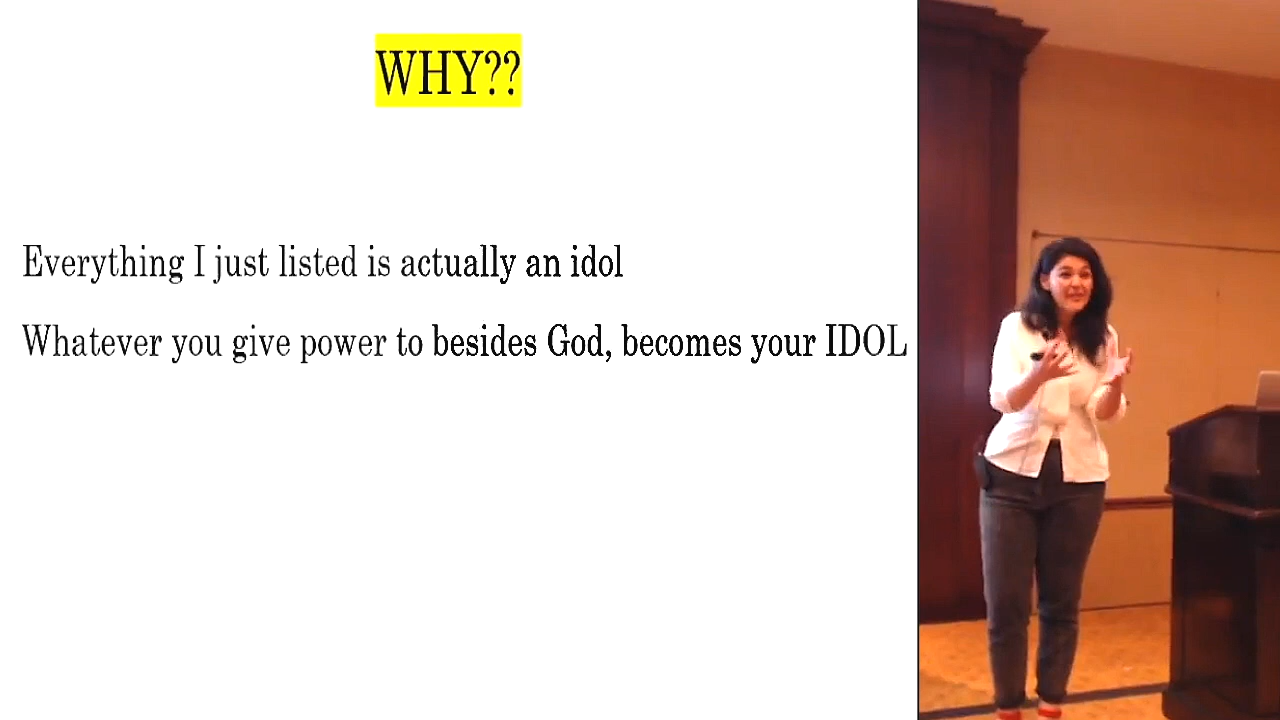 WHY??
Everything I just listed is actually an idol
Whatever you give power to besides God, becomes your IDOL